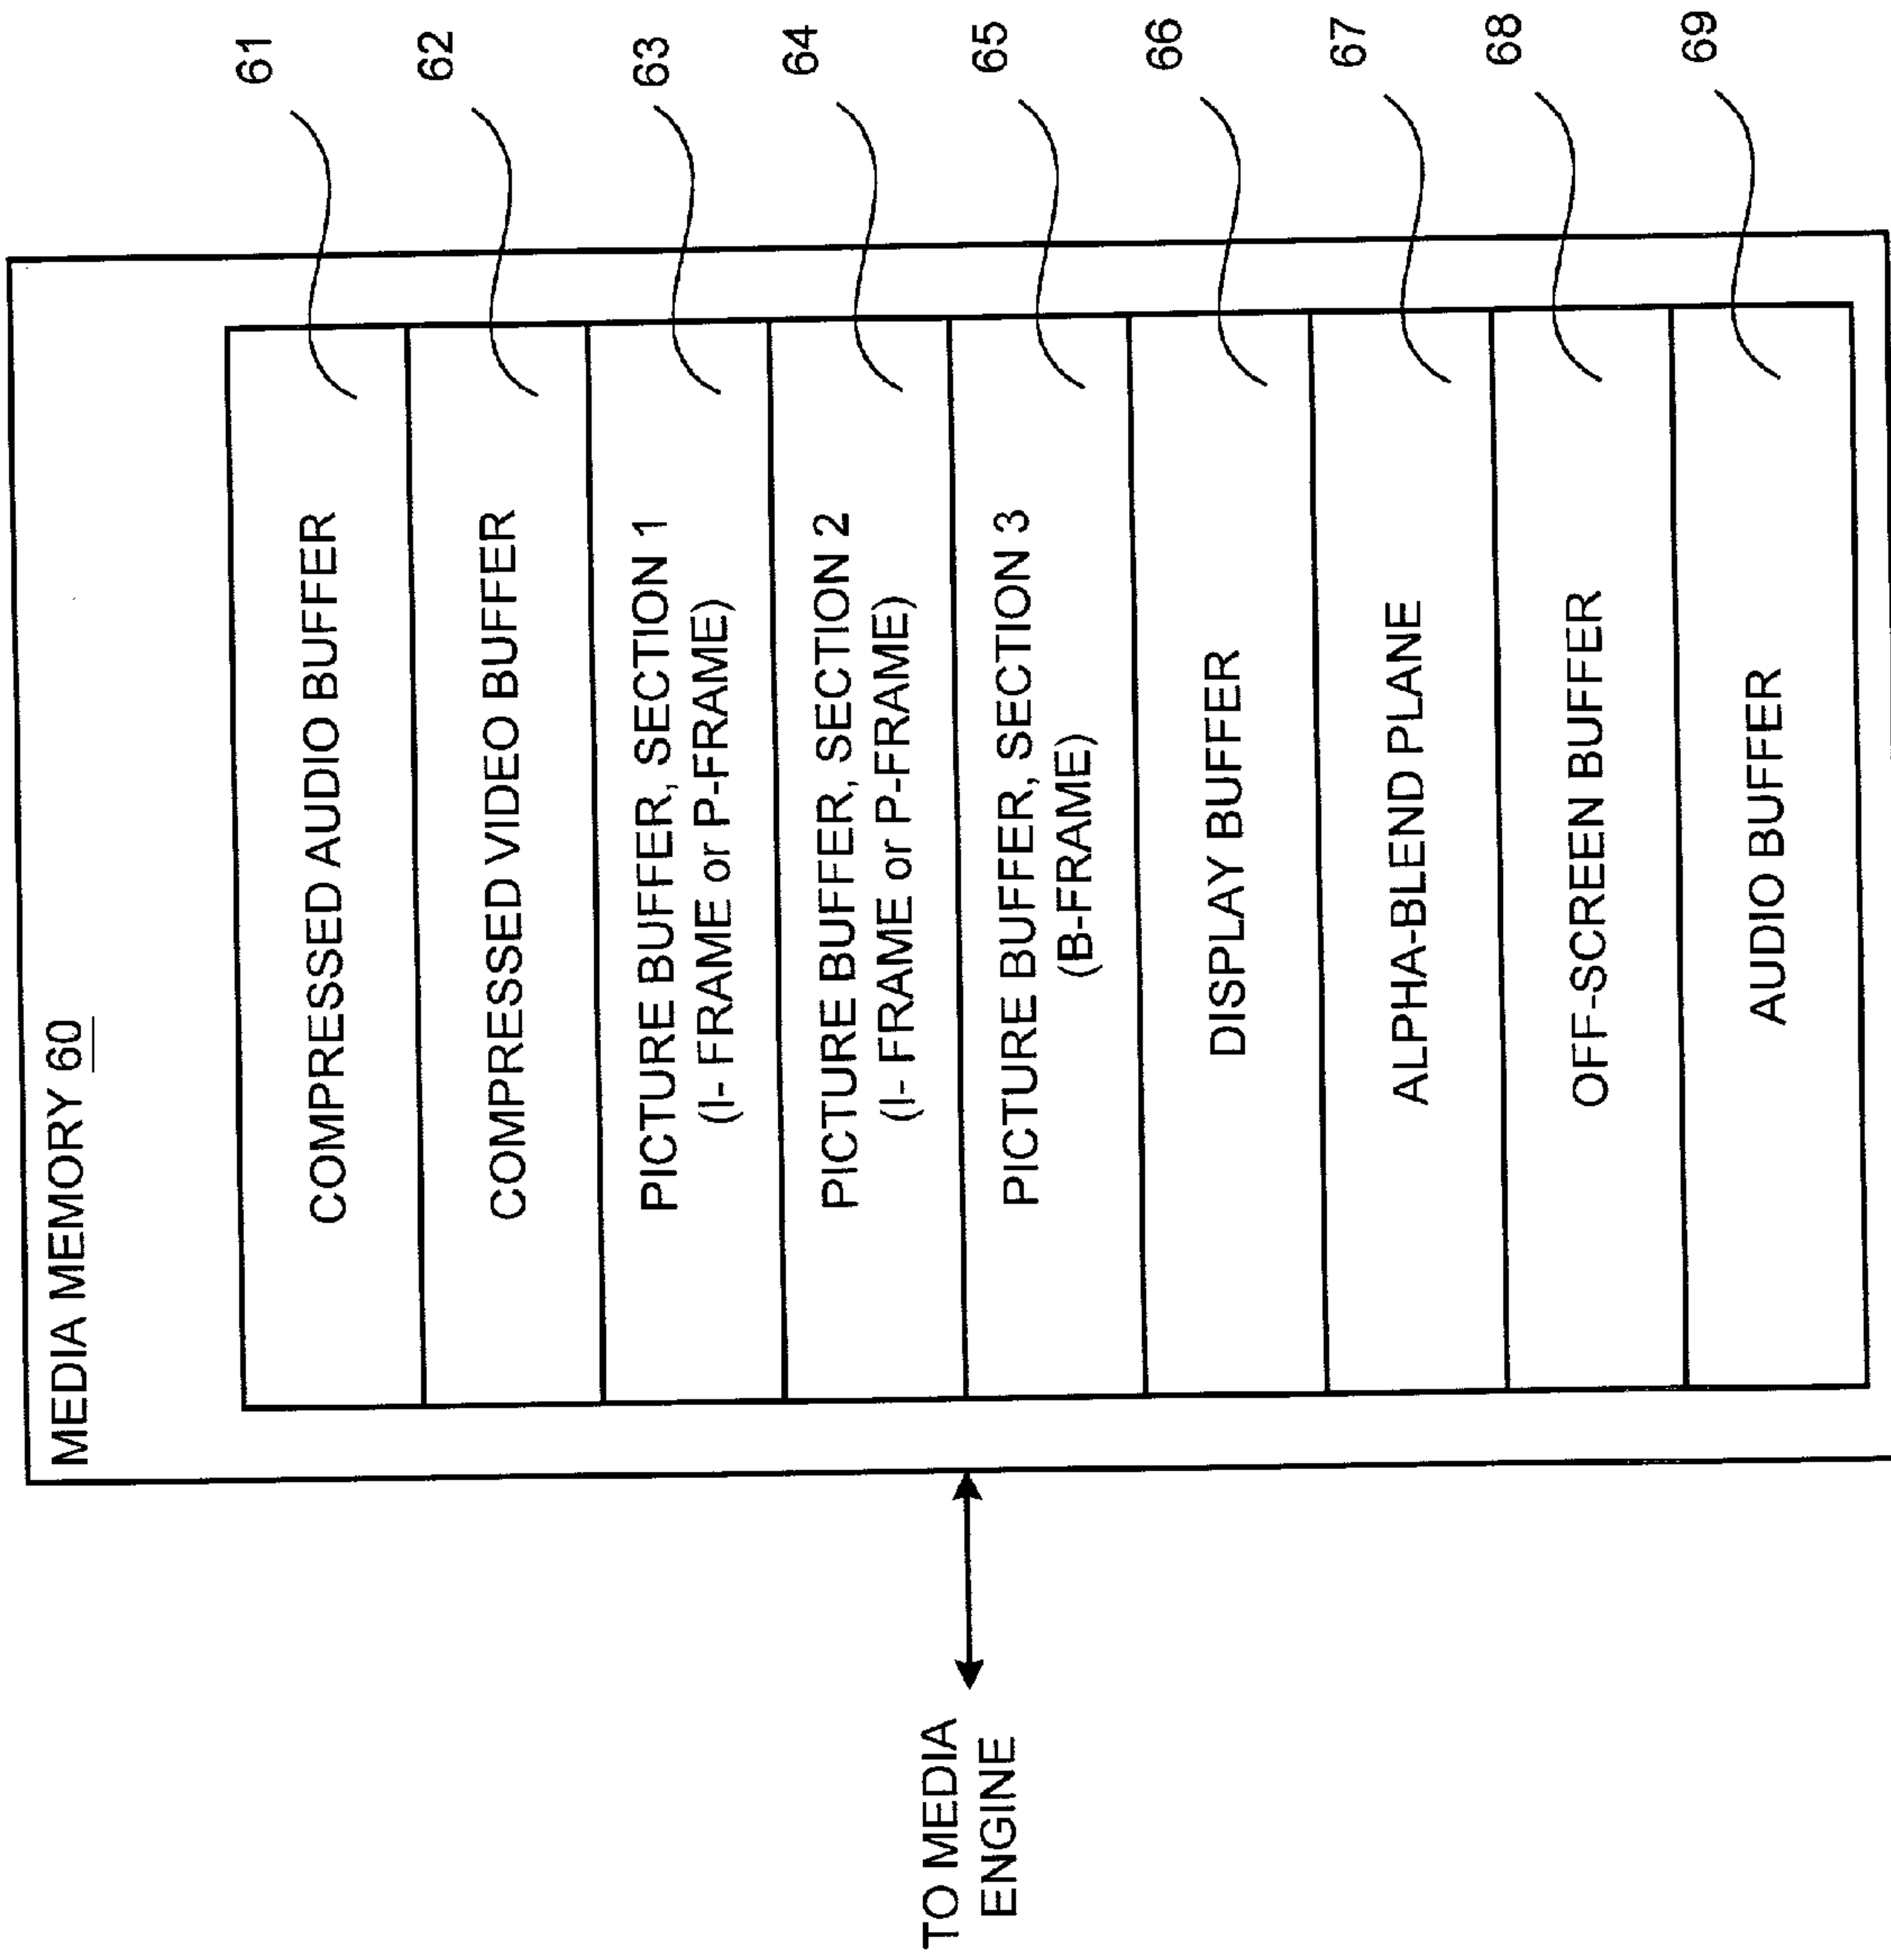 MEDIA MEMORY 60
COMPRESSED AUDIO BUFFER
61
COMPRESSED VIDEO BUFFER
62
PICTURE BUFFER, SECTION 1
(I- FRAME or P-FRAME)
63
PICTURE BUFFER, SECTION 2
(I- FRAME or P-FRAME)
64
PICTURE BUFFER, SECTION 3
(B-FRAME)
65
DISPLAY BUFFER
66
ALPHA-BLEND PLANE
67
OFF-SCREEN BUFFER
68
AUDIO BUFFER
69
TO MEDIA
ENGINE